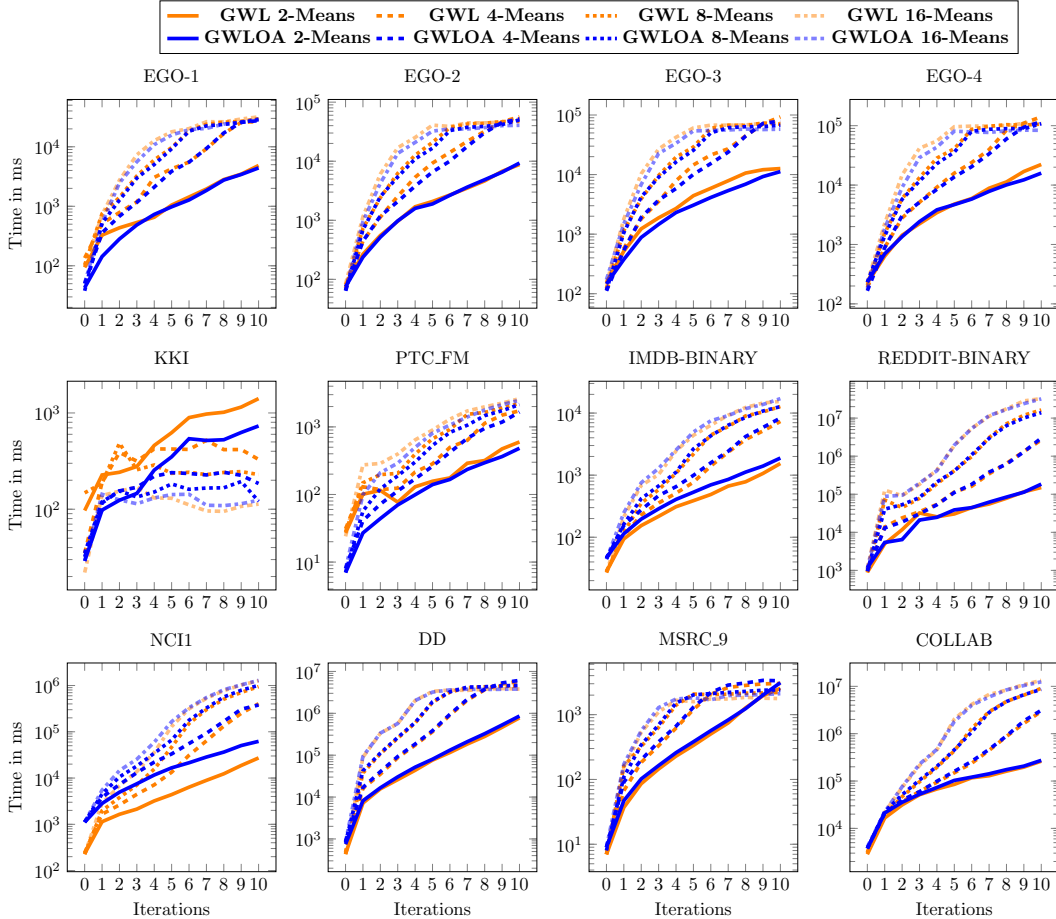 GWL 2-Means GWL 4-Means GWL 8-Means GWL 16-Means
GWLOA 2-Means GWLOA 4-Means GWLOA 8-Means GWLOA 16-Means
EGO-1 EGO-2 EGO-3 EGO-4
Time in ms
10^4
10^3
10^2
0 1 2 3 4 5 6 7 8 9 10
10^5
10^4
10^3
10^2
0 1 2 3 4 5 6 7 8 9 10
10^5
10^4
10^3
10^2
0 1 2 3 4 5 6 7 8 9 10
10^5
10^4
10^3
10^2
0 1 2 3 4 5 6 7 8 9 10
KKI PTC_FM IMDB-BINARY REDDIT-BINARY
Time in ms
10^3
10^2
0 1 2 3 4 5 6 7 8 9 10
10^3
10^2
10^1
0 1 2 3 4 5 6 7 8 9 10
10^4
10^3
10^2
0 1 2 3 4 5 6 7 8 9 10
10^7
10^6
10^5
10^4
10^3
0 1 2 3 4 5 6 7 8 9 10
NCI1 DD MSRC_9 COLLAB
Time in ms
10^6
10^5
10^4
10^3
10^2
0 1 2 3 4 5 6 7 8 9 10
Iterations
10^7
10^6
10^5
10^4
10^3
0 1 2 3 4 5 6 7 8 9 10
Iterations
10^3
10^2
10^1
0 1 2 3 4 5 6 7 8 9 10
Iterations
10^7
10^6
10^5
10^4
0 1 2 3 4 5 6 7 8 9 10
Iterations